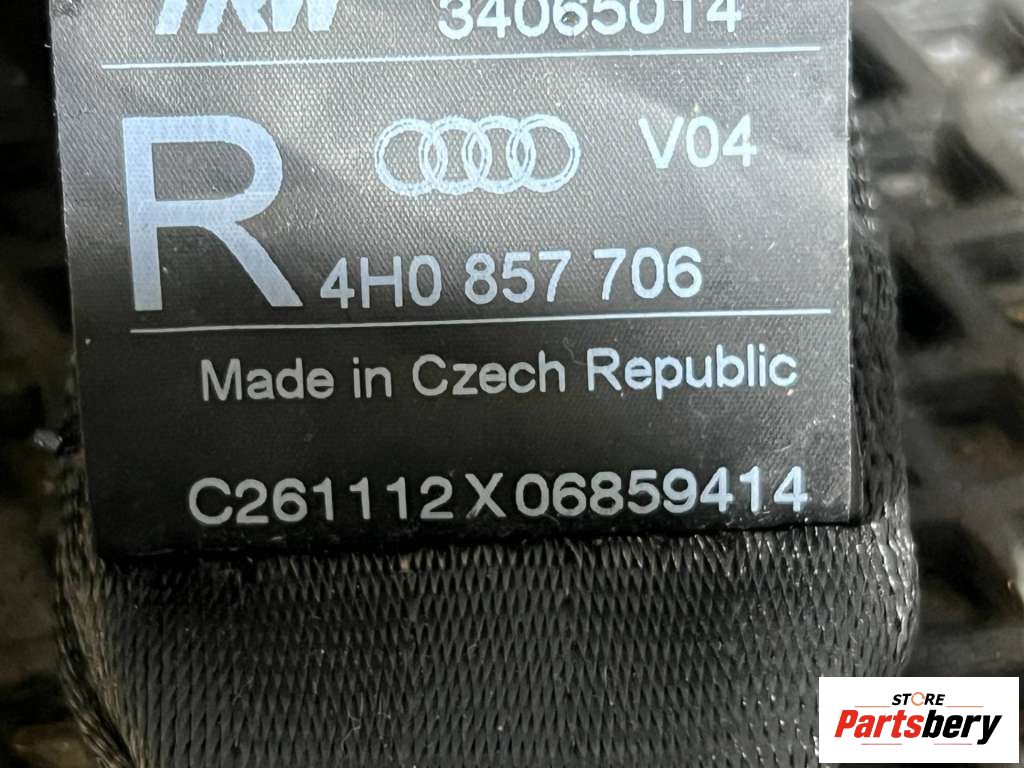 TRW 34065014
R V04
4H0 857 706
Made in Czech Republic
C261112X06859414
STORE
Partsbery